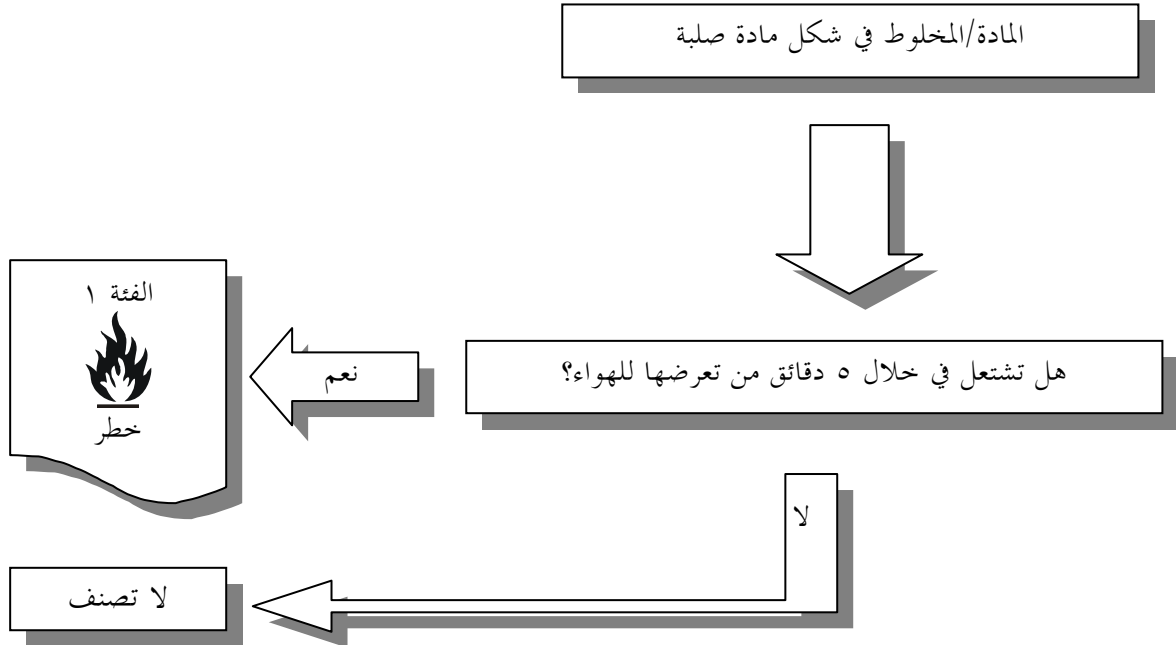 المادة/المخلوط في شكل مادة صلبة
هل تشتعل في خلال ٥ دقائق من تعرضها للهواء؟
نعم
الفئة ١
خطر
لا
لا تصنف